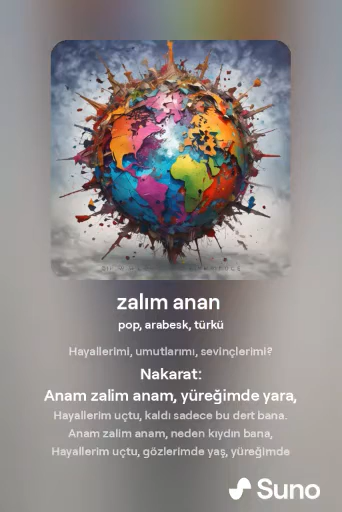 zalım anan
pop, arabesk, türkü
Hayallerimi, umutlarımı, sevinçlerimi?
Nakarat:
Anam zalim anam, yüreğimde yara,
Hayallerim uçtu, kaldı sadece bu dert bana.
Anam zalim anam, neden kıydın bana,
Hayallerim uçtu, gözlerimde yaş, yüreğimde
Suno